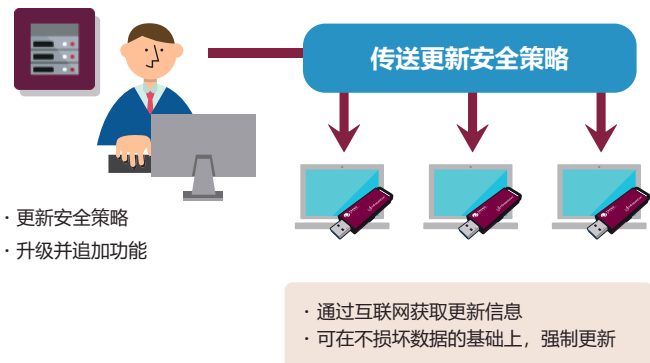 传送更新安全策略
· 更新安全策略
· 升级并追加功能
· 通过互联网获取更新信息
· 可在不损坏数据的基础上，强制更新